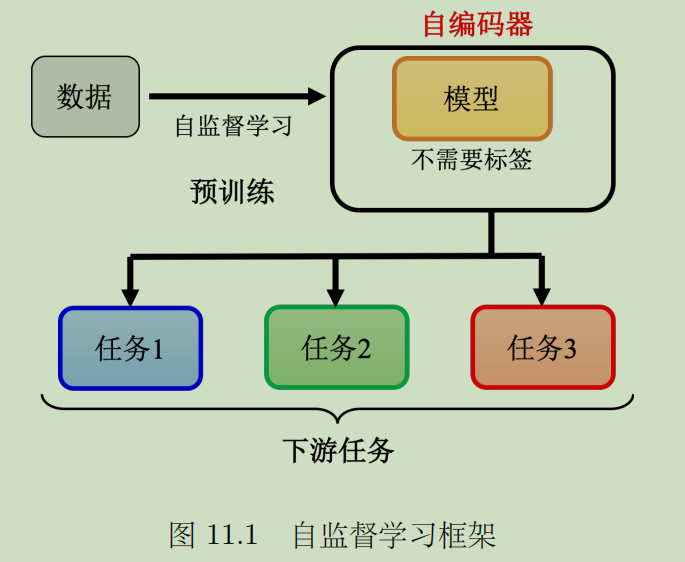 自编码器
数据
模型
自监督学习
不需要标签
预训练
任务1
任务2
任务3
下游任务
图 11.1 自监督学习框架